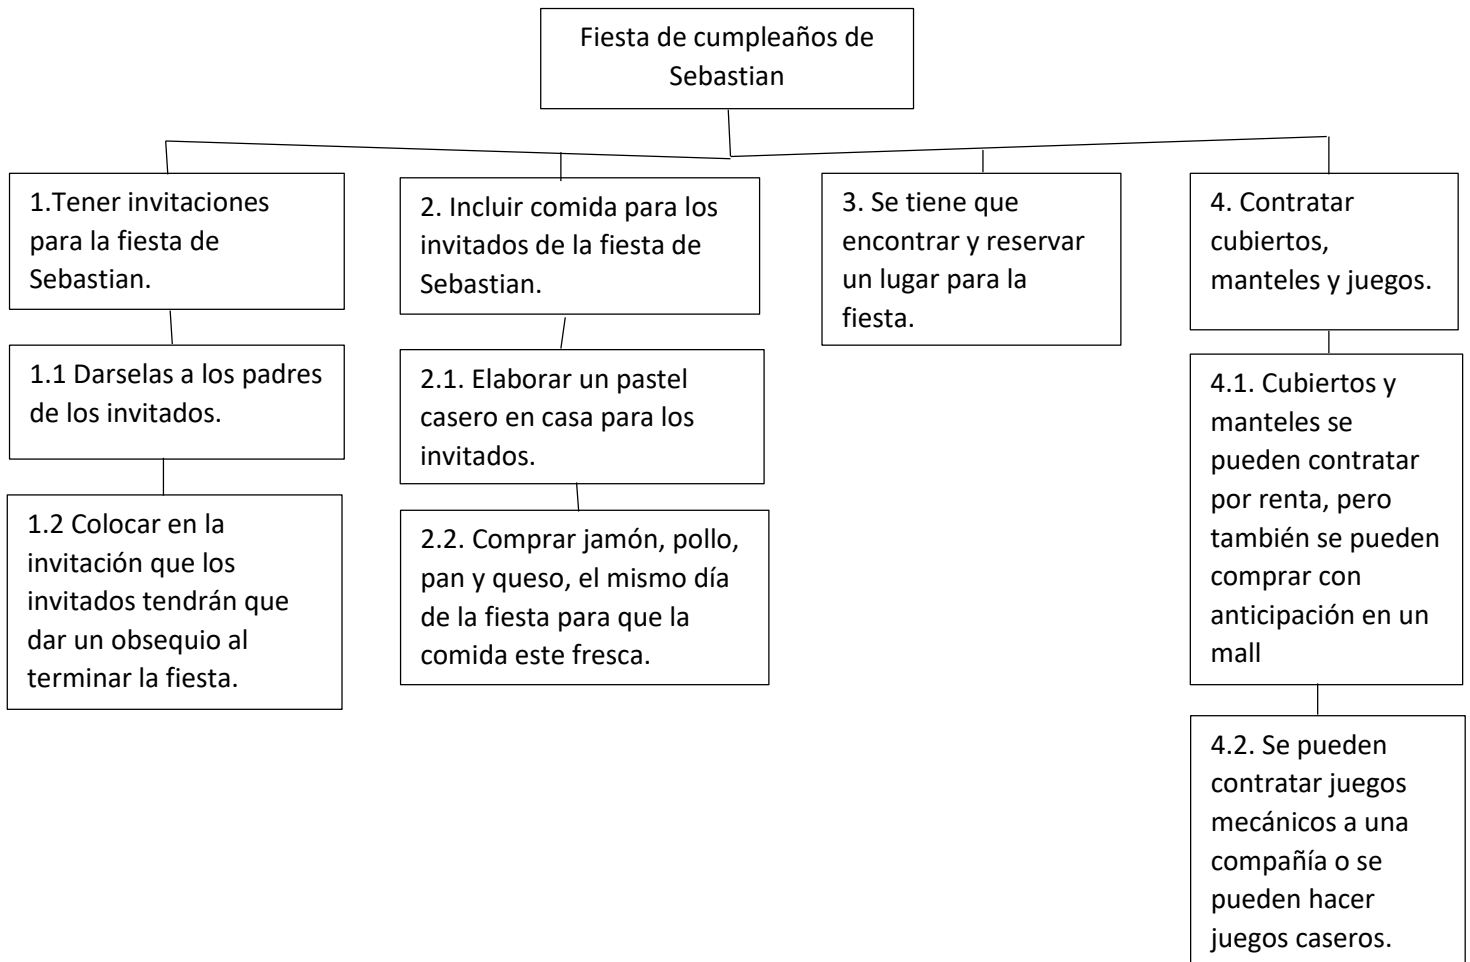 Fiesta de cumpleaños de
Sebastian
1.Tener invitaciones
para la fiesta de
Sebastian.
1.1 Darselas a los padres
de los invitados.
1.2 Colocar en la
invitación que los
invitados tendrán que
dar un obsequio al
terminar la fiesta.
2. Incluir comida para los
invitados de la fiesta de
Sebastian.
2.1. Elaborar un pastel
casero en casa para los
invitados.
2.2. Comprar jamón, pollo,
pan y queso, el mismo día
de la fiesta para que la
comida este fresca.
3. Se tiene que
encontrar y reservar
un lugar para la
fiesta.
4. Contratar
cubiertos,
manteles y juegos.
4.1. Cubiertos y
manteles se
pueden contratar
por renta, pero
también se pueden
comprar con
anticipación en un
mall
4.2. Se pueden
contratar juegos
mecánicos a una
compañía o se
pueden hacer
juegos caseros.